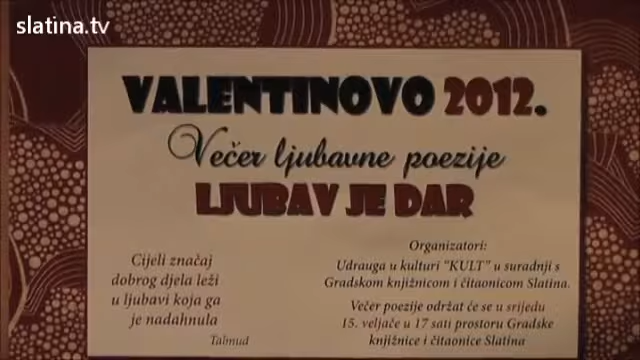 slatina.tv
VALENTINOVO 2012.
Večer ljubavne poezije
LJUBAV JE DAR
Cijeli značaj
dobrog djela leži
u ljubavi koja ga
je nadahnula
Talmud
Organizatori:
Udrauga u kulturi "KULT" u suradnji s
Gradskom knjižnicom i čitaonicom Slatina.
Večer poezije održat će se u srijedu
15. veljače u 17 sati prostoru Gradske
knjižnice i čitaonice Slatina